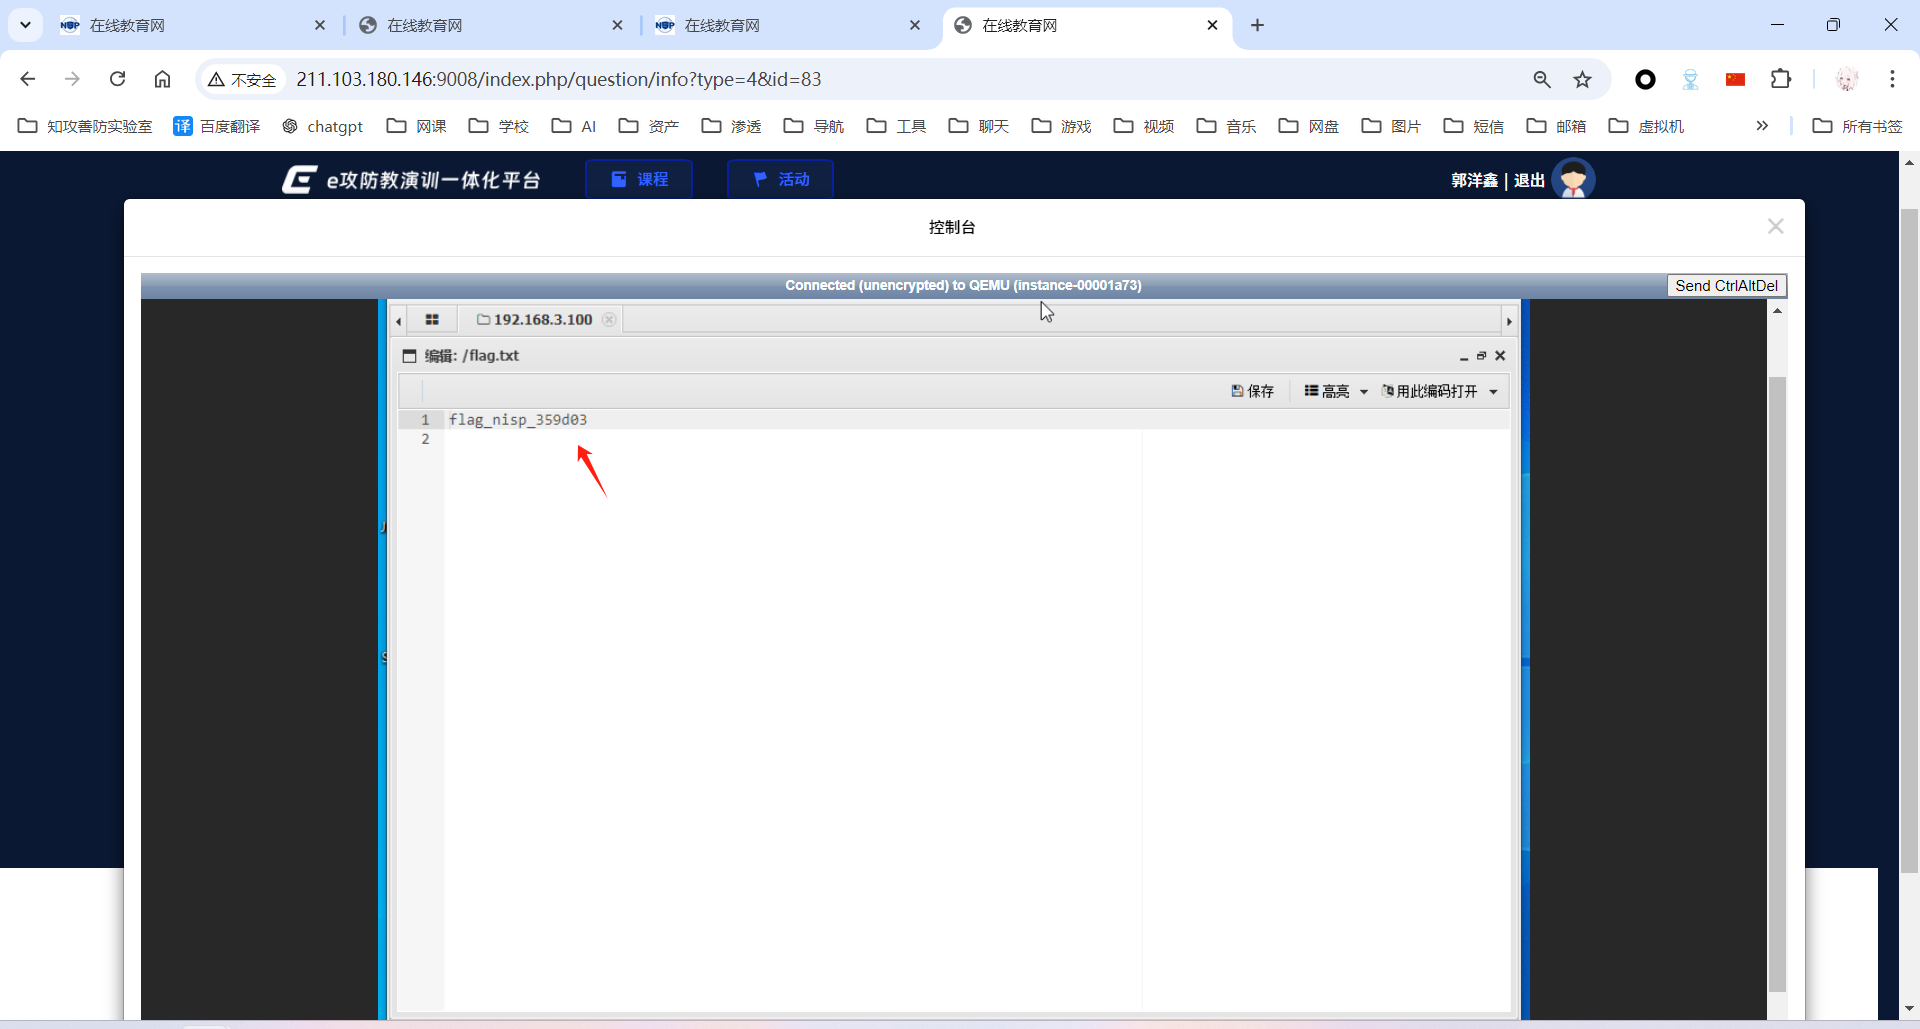 在线教育网
在线教育网
在线教育网
在线教育网
不安全 211.103.180.146:9008/index.php/question/info?type=4&id=83
知攻善防实验室 译 百度翻译 chatgpt 网课 学校 AI 资产 渗透 导航 工具 聊天 游戏 视频 音乐 网盘 图片 短信 邮箱 虚拟机 » 所有书签
e攻防教演训一体化平台 课程 活动 郭洋鑫 | 退出
控制台
Connected (unencrypted) to QEMU (instance-00001a73) Send CtrlAltDel
192.168.3.100
编辑: /flag.txt
保存 高亮 用此编码打开
1 flag_nisp_359d03
2